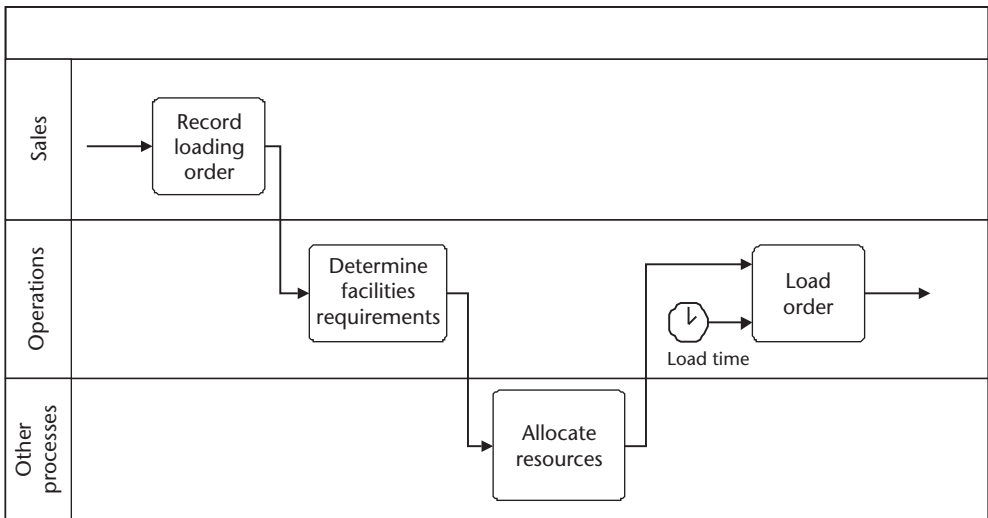 Sales
Record
loading
order
Operations
Determine
facilities
requirements
Load
order
Load time
Other
processes
Allocate
resources